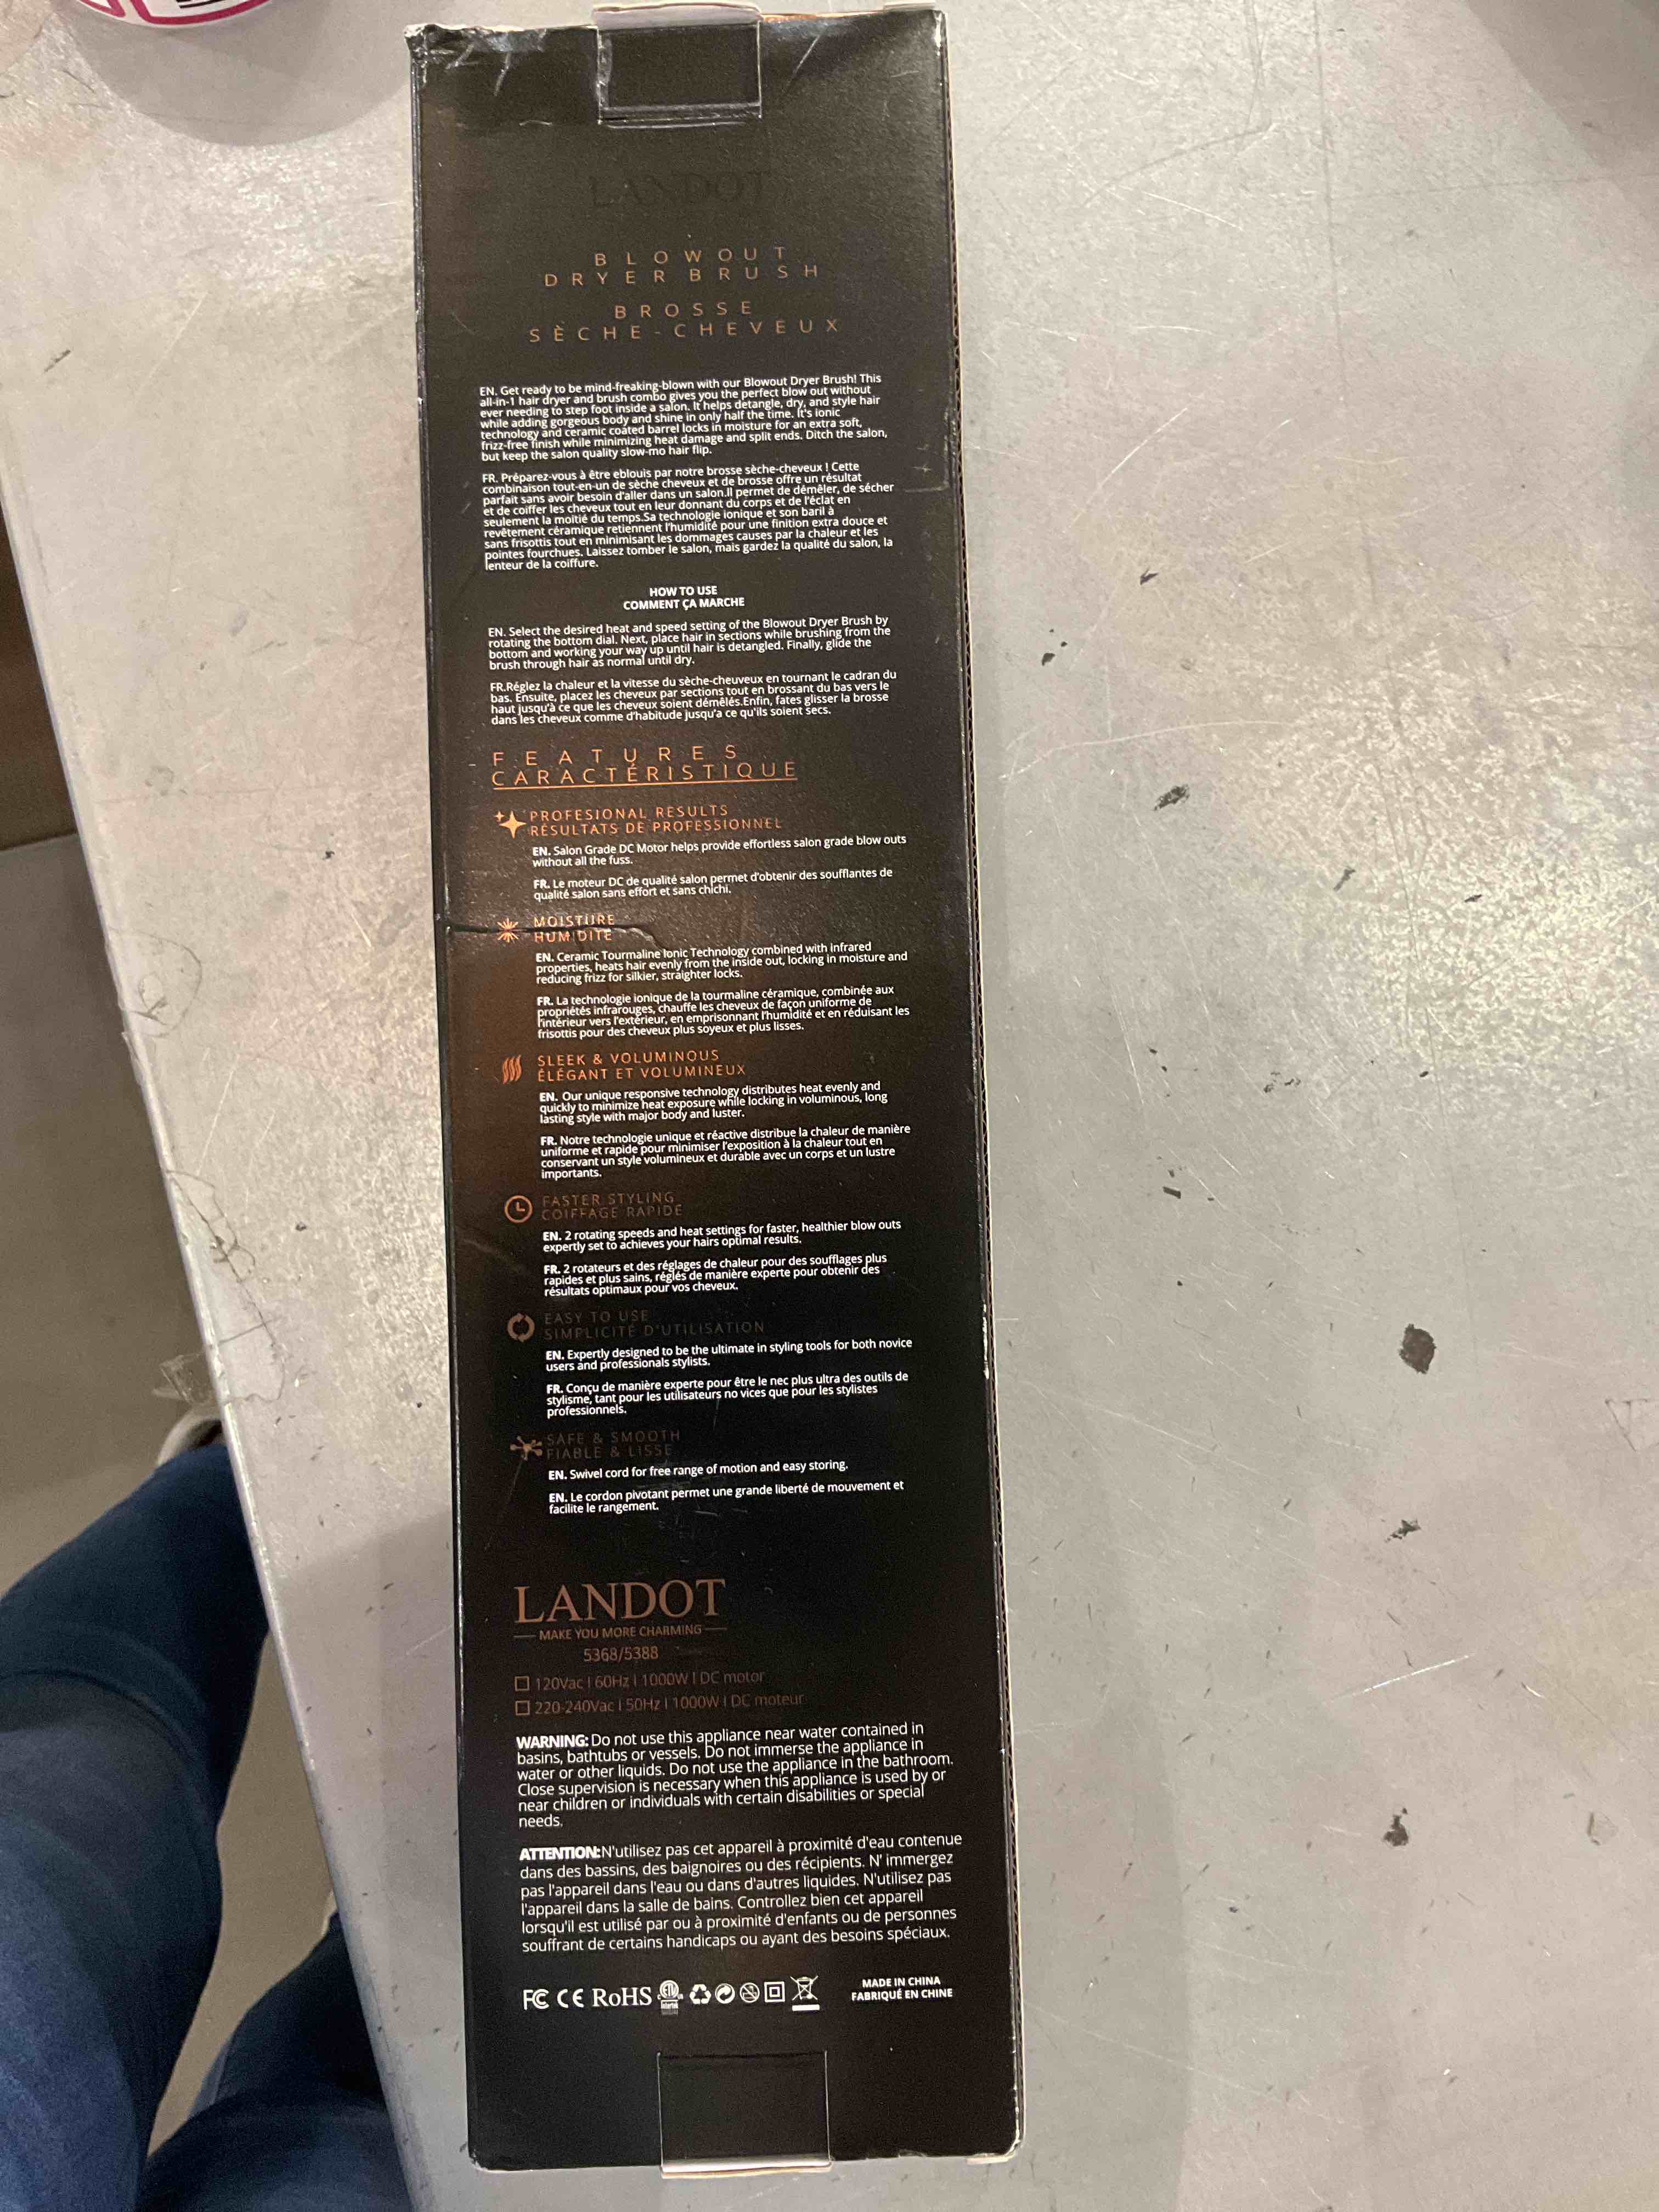 LANDOT
BLOWOUT
DRYER BRUSH
BROSSE
SÈCHE-CHEVEUX
EN. Get ready to be mind-freaking-blown with our Blowout Dryer Brush! This
all-in-1 hair dryer and brush combo gives you the perfect blow out without
ever needing to step foot inside a salon. It helps detangle, dry, and style hair
while adding gorgeous body and shine in only half the time. It's ionic
technology and ceramic coated barrel locks in moisture for an extra soft,
frizz-free finish while minimizing heat damage and split ends. Ditch the salon,
but keep the salon quality slow-mo hair flip.
FR. Préparez-vous à être eblouis par notre brosse sèche-cheveux ! Cette
combinaison tout-en-un de sèche cheveux et de brosse offre un résultat
parfait sans avoir besoin d'aller dans un salon.Il permet de démêler, de sécher
et de coiffer les cheveux tout en leur donnant du corps et de l'éclat en
seulement la moitié du temps.Sa technologie ionique et son baril à
revêtement céramique retiennent l'humidité pour une finition extra douce et
sans frisottis tout en minimisant les dommages causes par la chaleur et les
pointes fourchues. Laissez tomber le salon, mais gardez la qualité du salon, la
lenteur de la coiffure.
HOW TO USE
COMMENT ÇA MARCHE
EN. Select the desired heat and speed setting of the Blowout Dryer Brush by
rotating the bottom dial. Next, place hair in sections while brushing from the
bottom and working your way up until hair is detangled. Finally, glide the
brush through hair as normal until dry.
FR.Réglez la chaleur et la vitesse du sèche-cheuveux en tournant le cadran du
bas. Ensuite, placez les cheveux par sections tout en brossant du bas vers le
haut jusqu'à ce que les cheveux soient démêlés.Enfin, fates glisser la brosse
dans les cheveux comme d'habitude jusqu'a ce qu'ils soient secs.
FEATURES
CARACTÉRISTIQUE
PROFESIONAL RESULTS
RÉSULTATS DE PROFESSIONNEL
EN. Salon Grade DC Motor helps provide effortless salon grade blow outs
without all the fuss.
FR. Le moteur DC de qualité salon permet d'obtenir des soufflantes de
qualité salon sans effort et sans chichi.
MOISTURE
HUMIDITÉ
EN. Ceramic Tourmaline Ionic Technology combined with infrared
properties, heats hair evenly from the inside out, locking in moisture and
reducing frizz for silkier, straighter locks.
FR. La technologie ionique de la tourmaline céramique, combinée aux
propriétés infrarouges, chauffe les cheveux de façon uniforme de
l'intérieur vers l'extérieur, en emprisonnant l'humidité et en réduisant les
frisottis pour des cheveux plus soyeux et plus lisses.
SLEEK & VOLUMINOUS
ÉLÉGANT ET VOLUMINEUX
EN. Our unique responsive technology distributes heat evenly and
quickly to minimize heat exposure while locking in voluminous, long
lasting style with major body and luster.
FR. Notre technologie unique et réactive distribue la chaleur de manière
uniforme et rapide pour minimiser l'exposition à la chaleur tout en
conservant un style volumineux et durable avec un corps et un lustre
importants.
FASTER STYLING
COIFFAGE RAPIDE
EN. 2 rotating speeds and heat settings for faster, healthier blow outs
expertly set to achieves your hairs optimal results.
FR. 2 rotateurs et des réglages de chaleur pour des soufflages plus
rapides et plus sains, réglés de manière experte pour obtenir des
résultats optimaux pour vos cheveux.
EASY TO USE
SIMPLICITÉ D'UTILISATION
EN. Expertly designed to be the ultimate in styling tools for both novice
users and professionals stylists.
FR. Conçu de manière experte pour être le nec plus ultra des outils de
stylisme, tant pour les utilisateurs no vices que pour les stylistes
professionnels.
SAFE & SMOOTH
FIABLE & LISSE
EN. Swivel cord for free range of motion and easy storing.
EN. Le cordon pivotant permet une grande liberté de mouvement et
facilite le rangement.
LANDOT
MAKE YOU MORE CHARMING
5368/5388
120Vac | 60Hz | 1000W | DC motor
220-240Vac | 50Hz | 1000W | DC moteur
WARNING: Do not use this appliance near water contained in
basins, bathtubs or vessels. Do not immerse the appliance in
water or other liquids. Do not use the appliance in the bathroom.
Close supervision is necessary when this appliance is used by or
near children or individuals with certain disabilities or special
needs.
ATTENTION:N'utilisez pas cet appareil à proximité d'eau contenue
dans des bassins, des baignoires ou des récipients. N' immergez
pas l'appareil dans l'eau ou dans d'autres liquides. N'utilisez pas
l'appareil dans la salle de bains. Controllez bien cet appareil
lorsqu'il est utilisé par ou à proximité d'enfants ou de personnes
souffrant de certains handicaps ou ayant des besoins spéciaux.
FC CE RoHS ETL Intertek
MADE IN CHINA
FABRIQUÉ EN CHINE